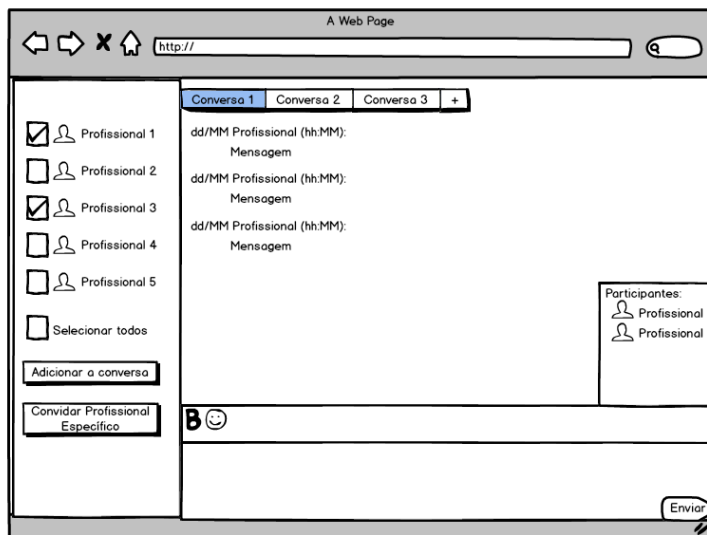 A Web Page
http://
Profissional 1
Profissional 2
Profissional 3
Profissional 4
Profissional 5
Selecionar todos
Adicionar a conversa
Convidar Profissional
Específico
Conversa 1
Conversa 2
Conversa 3
+
dd/MM Profissional (hh:MM):
Mensagem
dd/MM Profissional (hh:MM):
Mensagem
dd/MM Profissional (hh:MM):
Mensagem
Participantes:
Profissional
Profissional
B
Enviar